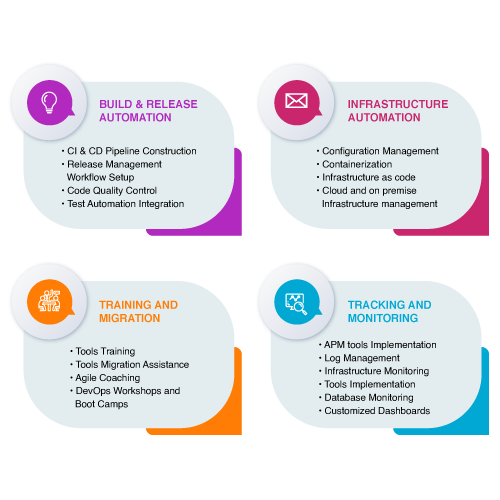 BUILD & RELEASE
AUTOMATION
• CI & CD Pipeline Construction
• Release Management
Workflow Setup
• Code Quality Control
• Test Automation Integration
INFRASTRUCTURE
AUTOMATION
• Configuration Management
• Containerization
• Infrastructure as code
• Cloud and on premise
Infrastructure management
TRAINING AND
MIGRATION
• Tools Training
• Tools Migration Assistance
• Agile Coaching
• DevOps Workshops and
Boot Camps
TRACKING AND
MONITORING
• APM tools Implementation
• Log Management
• Infrastructure Monitoring
• Tools Implementation
• Database Monitoring
• Customized Dashboards